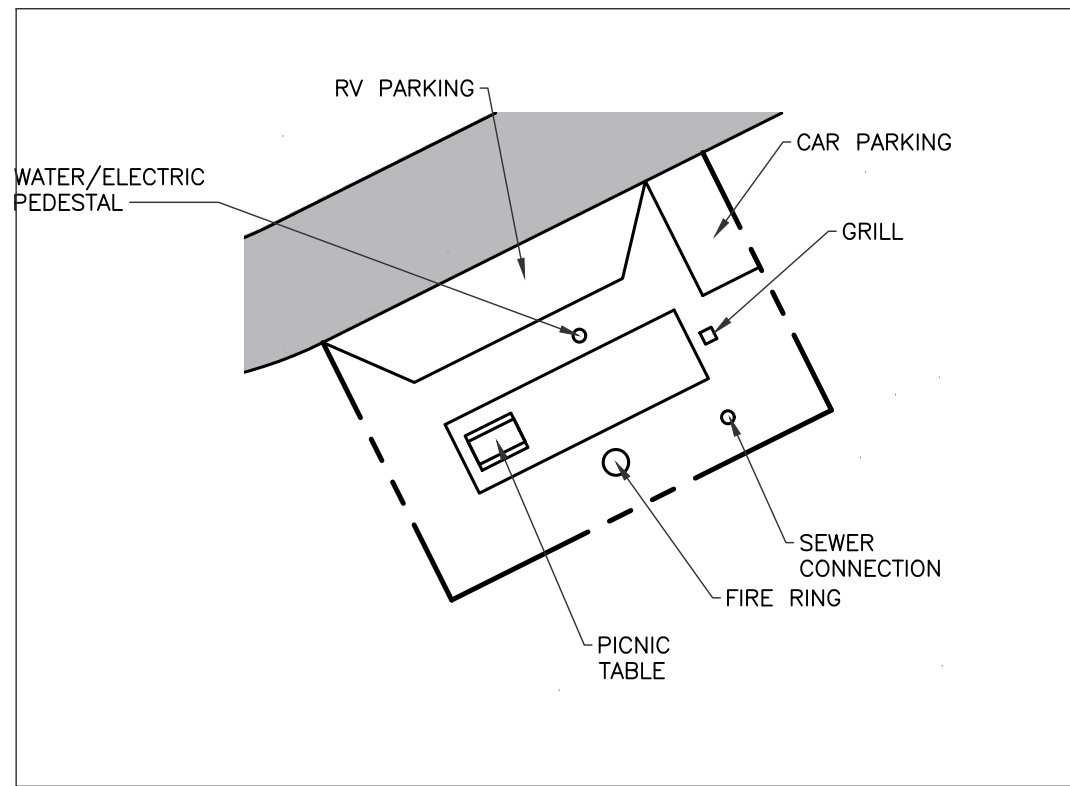 RV PARKING
CAR PARKING
WATER/ELECTRIC
PEDESTAL
GRILL
SEWER
CONNECTION
FIRE RING
PICNIC
TABLE